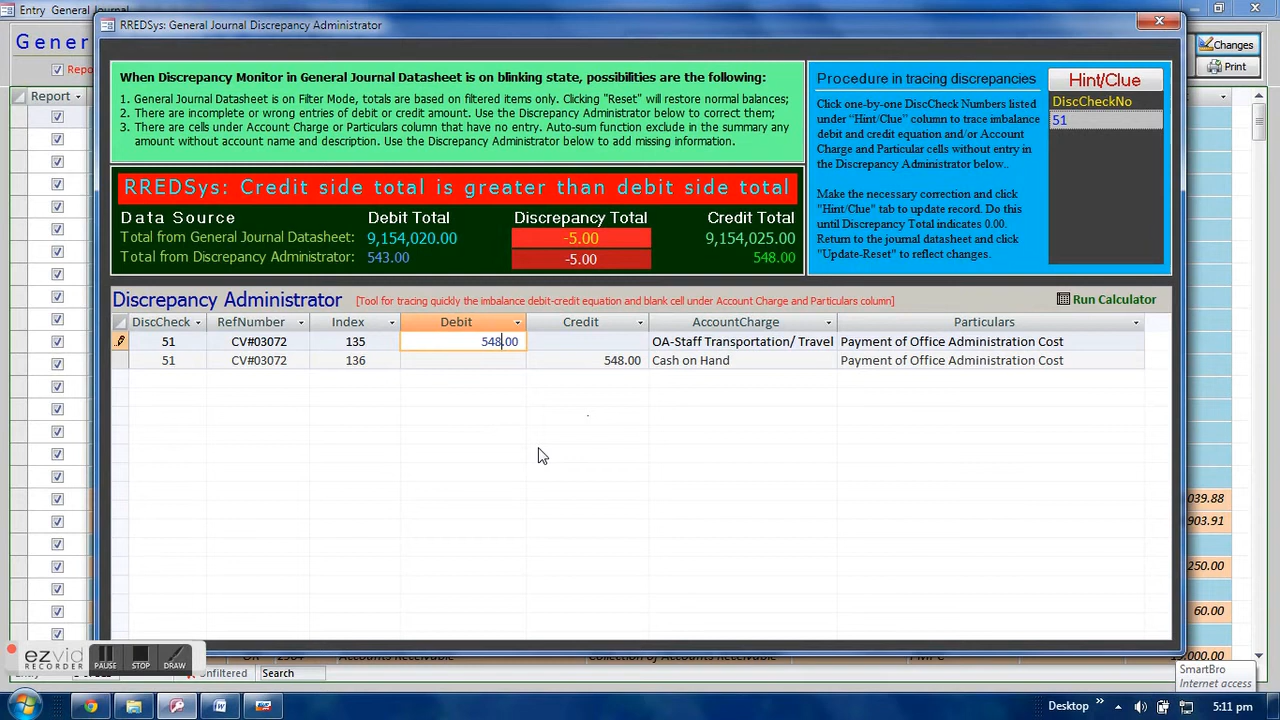 Entry General Journal
RREDSys: General Journal Discrepancy Administrator
Gener
Changes
Repo
Print
Report
When Discrepancy Monitor in General Journal Datasheet is on blinking state, possibilities are the following:
1. General Journal Datasheet is on Filter Mode, totals are based on filtered items only. Clicking "Reset" will restore normal balances;
2. There are incomplete or wrong entries of debit or credit amount. Use the Discrepancy Administrator below to correct them;
3. There are cells under Account Charge or Particulars column that have no entry. Auto-sum function exclude in the summary any
amount without account name and description. Use the Discrepancy Administrator below to add missing information.
Procedure in tracing discrepancies
Click one-by-one DiscCheck Numbers listed
under “Hint/Clue” column to trace imbalance
debit and credit equation and/or Account
Charge and Particular cells without entry in
the Discrepancy Administrator below..
Make the necessary correction and click
"Hint/Clue" tab to update record. Do this
until Discrepancy Total indicates 0.00.
Return to the journal datasheet and click
"Update-Reset" to reflect changes.
Hint/Clue
DiscCheckNo
51
RREDSys: Credit side total is greater than debit side total
Data Source Debit Total Discrepancy Total Credit Total
Total from General Journal Datasheet: 9,154,020.00 -5.00 9,154,025.00
Total from Discrepancy Administrator: 543.00 -5.00 548.00
Discrepancy Administrator [Tool for tracing quickly the imbalance debit-credit equation and blank cell under Account Charge and Particulars column] Run Calculator
DiscCheck RefNumber Index Debit Credit AccountCharge Particulars
51 CV#03072 135 548.00 OA-Staff Transportation/ Travel Payment of Office Administration Cost
51 CV#03072 136 548.00 Cash on Hand Payment of Office Administration Cost
039.88
903.91
250.00
60.00
ezvid
RECORDER
PAUSE STOP DRAW
Unfiltered Search
SmartBro
Internet access
Desktop 5:11 pm